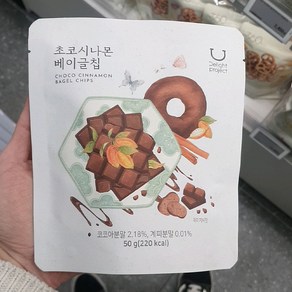 초코시나몬
베이글칩
CHOCO CINNAMON
BAGEL CHIPS
Delight
Project
코코아분말 2.18%, 계피분말 0.01%
50 g(220 kcal)